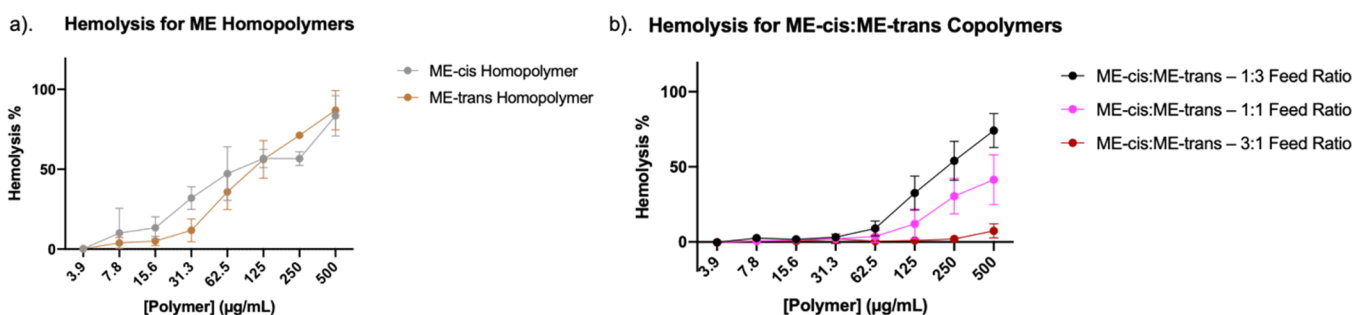 a). Hemolysis for ME Homopolymers
Hemolysis %
100
50
0
3.9 7.8 15.6 31.3 62.5 125 250 500
[Polymer] (μg/mL)
ME-cis Homopolymer
ME-trans Homopolymer
b). Hemolysis for ME-cis:ME-trans Copolymers
Hemolysis %
100
50
0
3.9 7.8 15.6 31.3 62.5 125 250 500
[Polymer] (μg/mL)
ME-cis:ME-trans – 1:3 Feed Ratio
ME-cis:ME-trans – 1:1 Feed Ratio
ME-cis:ME-trans – 3:1 Feed Ratio